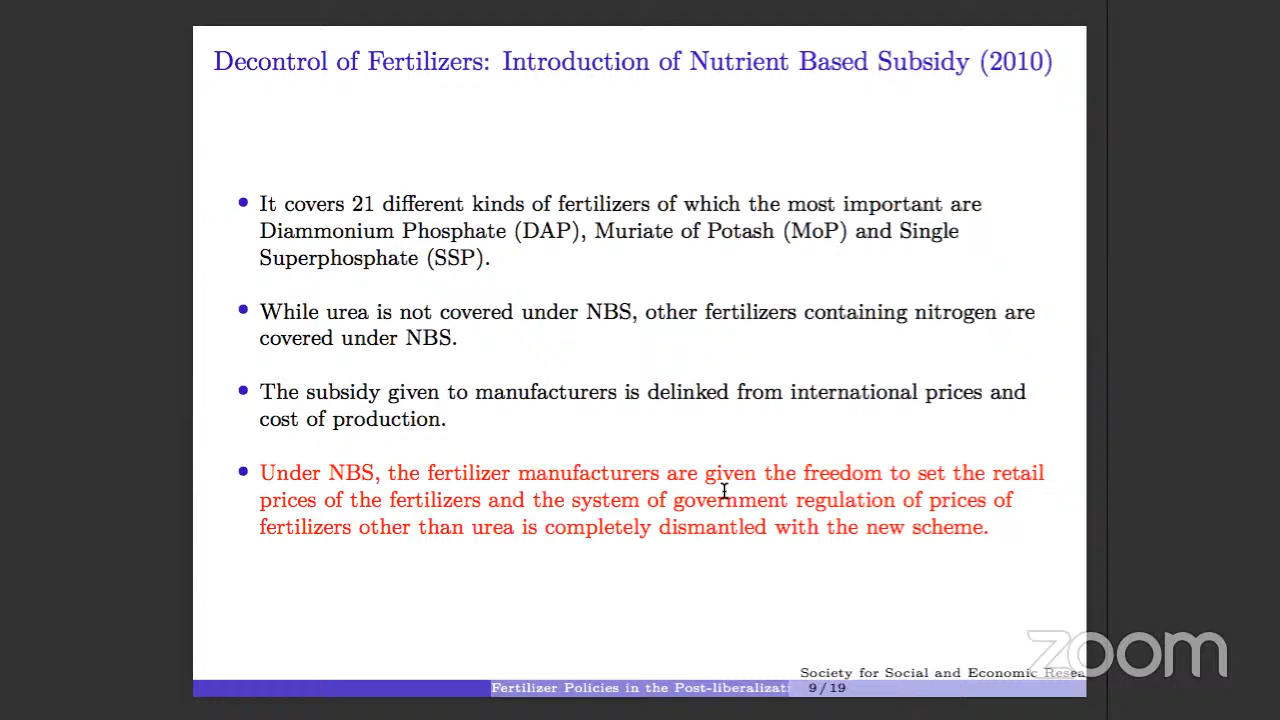 Decontrol of Fertilizers: Introduction of Nutrient Based Subsidy (2010)
It covers 21 different kinds of fertilizers of which the most important are
Diammonium Phosphate (DAP), Muriate of Potash (MoP) and Single
Superphosphate (SSP).
While urea is not covered under NBS, other fertilizers containing nitrogen are
covered under NBS.
The subsidy given to manufacturers is delinked from international prices and
cost of production.
Under NBS, the fertilizer manufacturers are given the freedom to set the retail
prices of the fertilizers and the system of government regulation of prices of
fertilizers other than urea is completely dismantled with the new scheme.
zoom
Society for Social and Economic Resea
Fertilizer Policies in the Post-liberalizati 9/19